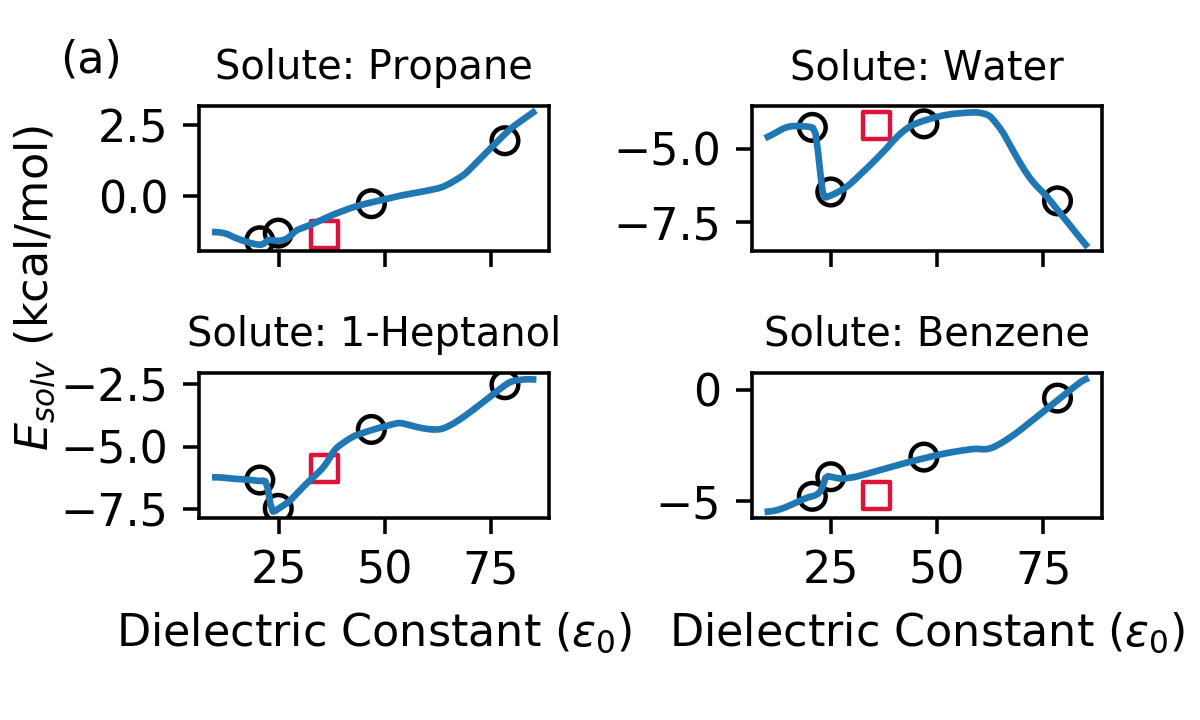 (a)
Solute: Propane
Solute: Water
2.5
0.0
−5.0
−7.5
E_solv (kcal/mol)
Solute: 1-Heptanol
Solute: Benzene
−2.5
−5.0
−7.5
0
−5
25 50 75
25 50 75
Dielectric Constant (ε₀)
Dielectric Constant (ε₀)